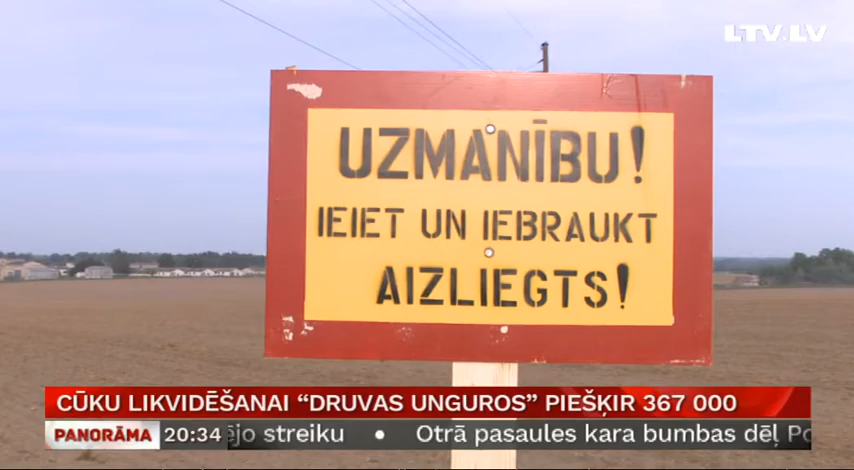 LTV.LV
UZMANĪBU!
IEIET UN IEBRAUKT
AIZLIEGTS!
CŪKU LIKVIDĒŠANAI “DRUVAS UNGUROS” PIEŠĶIR 367 000
PANORĀMA 20:34 streiku • Otrā pasaules kara bumbas dēļ